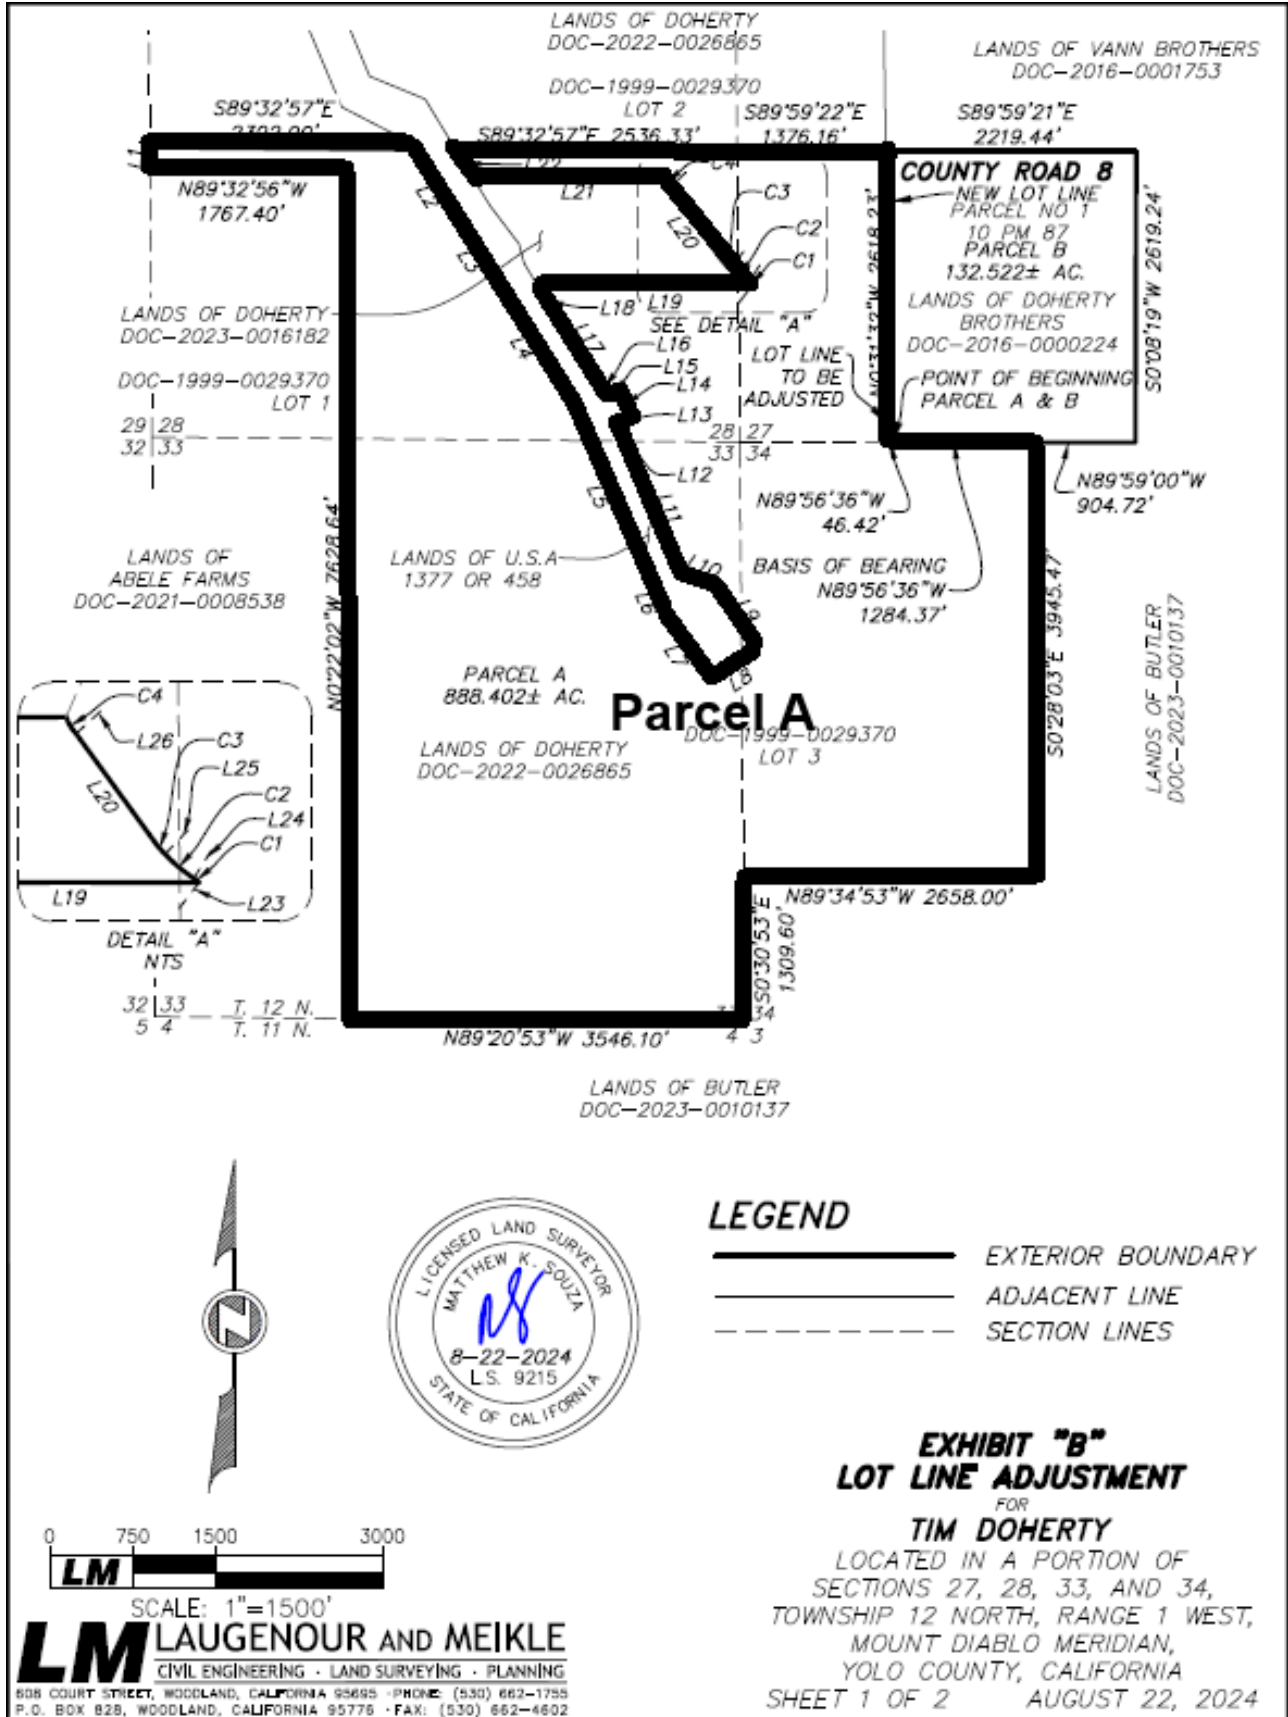 LANDS OF DOHERTY
DOC-2022-0026865
LANDS OF VANN BROTHERS
DOC-2016-0001753
DOC-1999-0029370
LOT 2
S89°32'57"E
S89°32'57"E 2536.33'
S89°59'22"E
1376.16'
S89°59'21"E
2219.44'
L1
N89°32'56"W
1767.40'
L2
L3
L4
L5
L6
L7
L8
L9
L10
L11
L12
L13
L14
L15
L16
L17
L18
L19
L20
L21
L22
C4
C3
C2
C1
SEE DETAIL "A"
N0°31'32"W 2618.23'
COUNTY ROAD 8
NEW LOT LINE
PARCEL NO 1
10 PM 87
PARCEL B
132.522± AC.
LANDS OF DOHERTY
BROTHERS
DOC-2016-0000224
S0°08'19"W 2619.24'
LOT LINE
TO BE
ADJUSTED
POINT OF BEGINNING
PARCEL A & B
LANDS OF DOHERTY
DOC-2023-0016182
DOC-1999-0029370
LOT 1
29 28
32 33
28 27
33 34
N89°56'36"W
46.42'
N89°59'00"W
904.72'
BASIS OF BEARING
N89°56'36"W
1284.37'
LANDS OF
ABELE FARMS
DOC-2021-0008538
N0°22'02"W 7628.64'
LANDS OF U.S.A
1377 OR 458
S0°28'03"E 3945.47'
LANDS OF BUTLER
DOC-2023-0010137
PARCEL A
888.402± AC.
Parcel A
DOC-1999-0029370
LOT 3
LANDS OF DOHERTY
DOC-2022-0026865
C4
L26
C3
L25
L20
C2
L24
C1
L19
L23
DETAIL "A"
NTS
N89°34'53"W 2658.00'
S0°30'53"E
1309.60'
32 33
5 4
T. 12 N.
T. 11 N.
34
4 3
N89°20'53"W 3546.10'
LANDS OF BUTLER
DOC-2023-0010137
N
LICENSED LAND SURVEYOR
MATTHEW K. SOUZA
8-22-2024
L.S. 9215
STATE OF CALIFORNIA
LEGEND
EXTERIOR BOUNDARY
ADJACENT LINE
SECTION LINES
EXHIBIT "B"
LOT LINE ADJUSTMENT
FOR
TIM DOHERTY
LOCATED IN A PORTION OF
SECTIONS 27, 28, 33, AND 34,
TOWNSHIP 12 NORTH, RANGE 1 WEST,
MOUNT DIABLO MERIDIAN,
YOLO COUNTY, CALIFORNIA
SHEET 1 OF 2 AUGUST 22, 2024
0 750 1500 3000
LM
SCALE: 1"=1500'
LM LAUGENOUR AND MEIKLE
CIVIL ENGINEERING · LAND SURVEYING · PLANNING
608 COURT STREET, WOODLAND, CALIFORNIA 95695 ·PHONE: (530) 662-1755
P.O. BOX 828, WOODLAND, CALIFORNIA 95776 ·FAX: (530) 662-4602